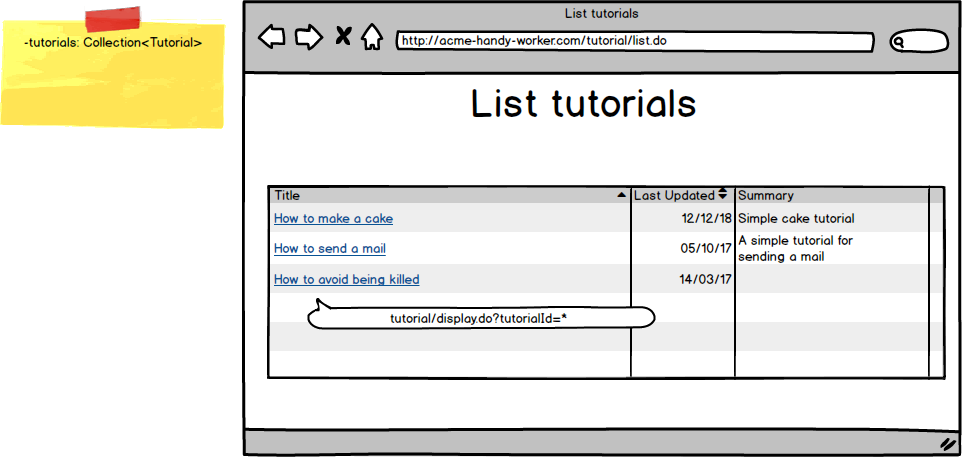 -tutorials: Collection<Tutorial>
List tutorials
http://acme-handy-worker.com/tutorial/list.do
List tutorials
Title Last Updated Summary
How to make a cake 12/12/18 Simple cake tutorial
How to send a mail 05/10/17 A simple tutorial for
sending a mail
How to avoid being killed 14/03/17
tutorial/display.do?tutorialId=*